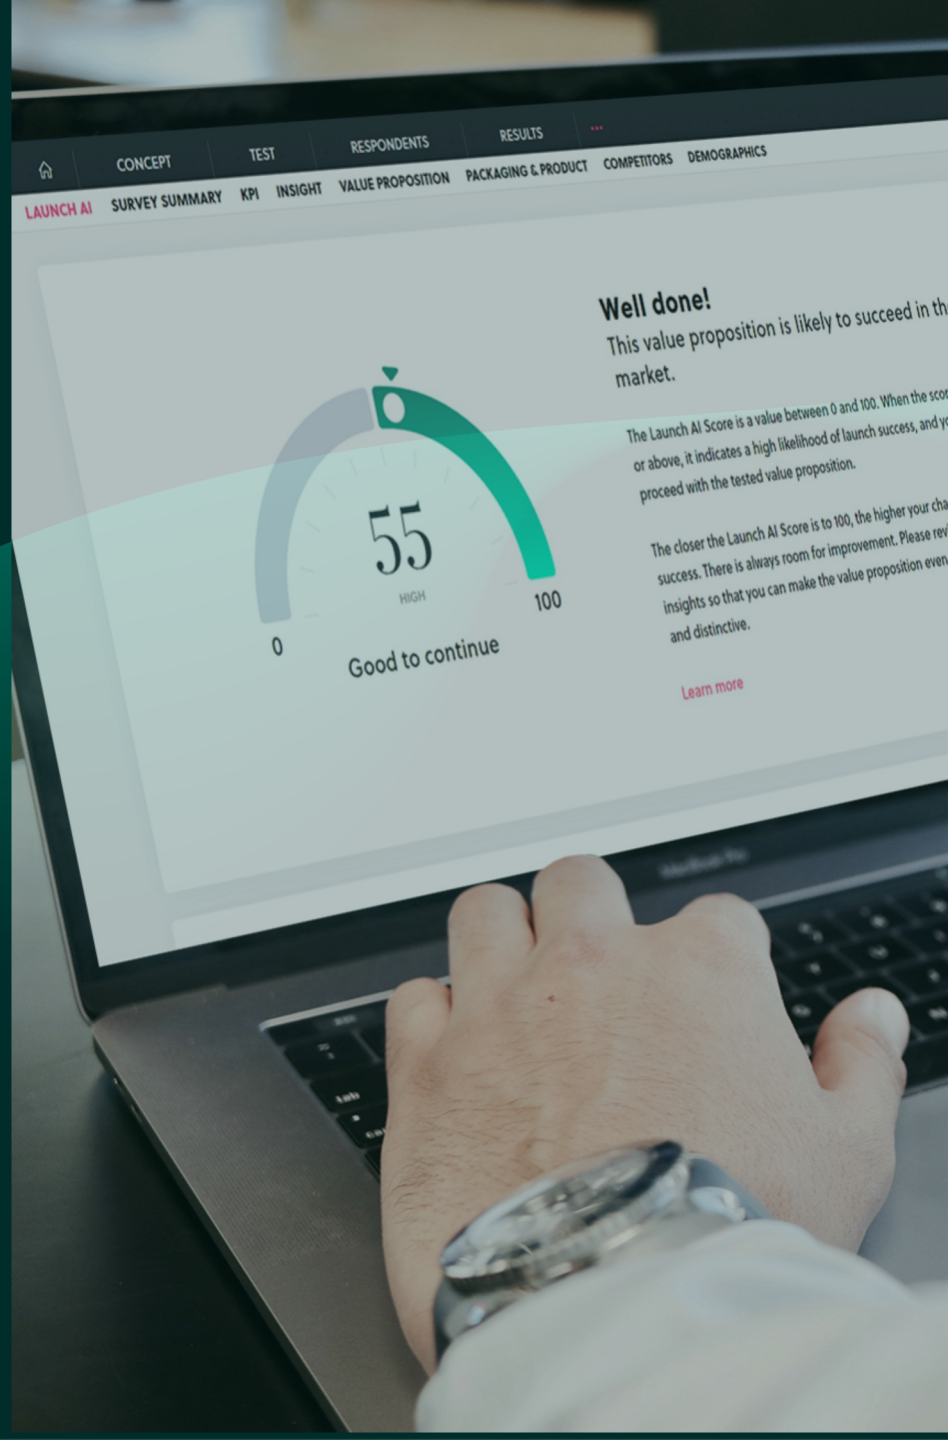 CONCEPT TEST RESPONDENTS RESULTS ...
LAUNCH AI SURVEY SUMMARY KPI INSIGHT VALUE PROPOSITION PACKAGING & PRODUCT COMPETITORS DEMOGRAPHICS
Well done!
This value proposition is likely to succeed in
market.
The Launch AI Score is a value between 0 and 100. When the
or above, it indicates a high likelihood of launch success, and
proceed with the tested value proposition.
The closer the Launch AI Score is to 100, the higher your
success. There is always room for improvement. Please
insights so that you can make the value proposition even
and distinctive.
Learn more
55
HIGH
0
100
Good to continue
MacBook Pro
tab